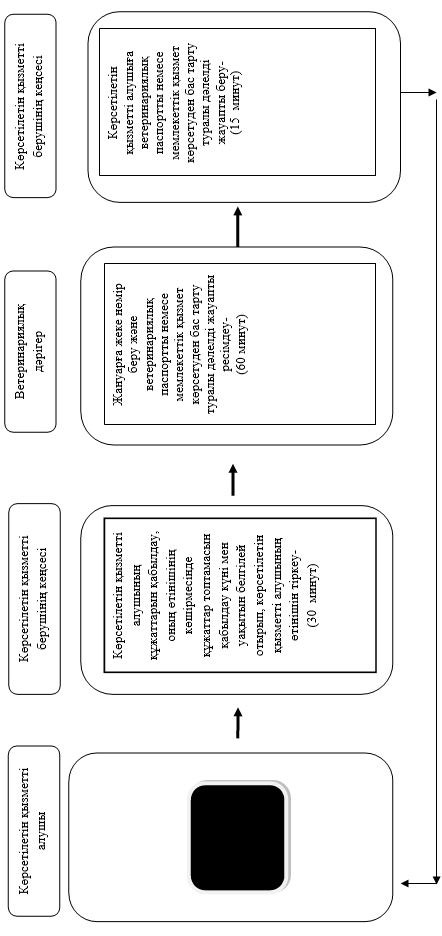 Көрсетілетін қызметті
алушы
Көрсетілетін қызметті
берушінің кеңсесі
Ветеринариялық
дәрігер
Көрсетілетін қызметті
берушінің кеңсесі
Көрсетілетін қызметті
алушының
құжаттарын қабылдау,
оның өтінішінің
көшірмесінде
құжаттар топтамасын
қабылдау күні мен
уақытын белгілей
отырып, көрсетілетін
қызметті алушының
өтінішін тіркеу-
(30 минут)
Жануарға жеке нөмір
беру және
ветеринариялық
паспортты немесе
мемлекеттік қызмет
көрсетуден бас тарту
туралы дәлелді жауапты
ресімдеу-
(60 минут)
Көрсетілетін
қызметті алушыға
ветеринариялық
паспортты немесе
мемлекеттік қызмет
көрсетуден бас тарту
туралы дәлелді
жауапты беру-
(15 минут)